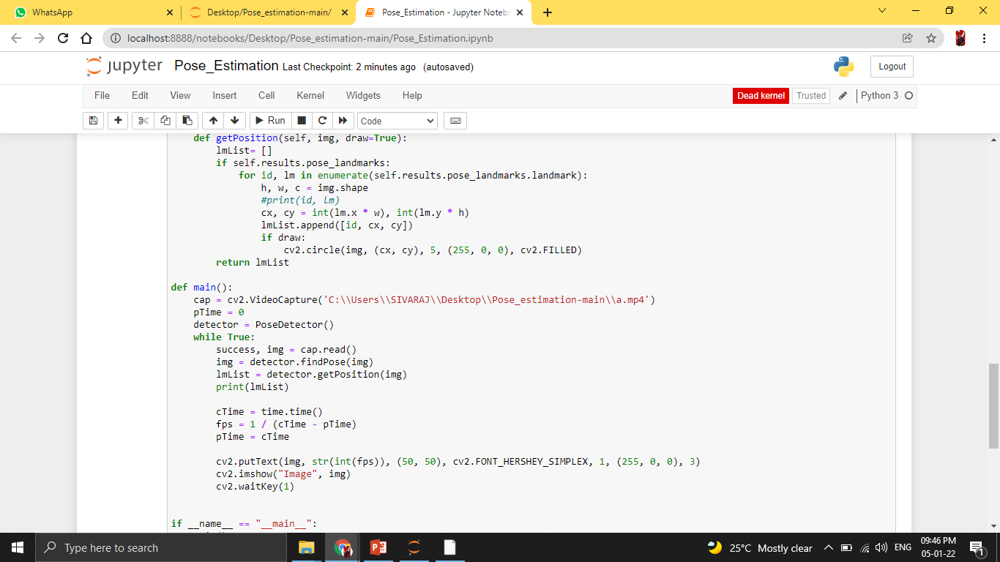 WhatsApp
Desktop/Pose_estimation-main/
Pose_Estimation - Jupyter Notebo
localhost:8888/notebooks/Desktop/Pose_estimation-main/Pose_Estimation.ipynb
jupyter Pose_Estimation Last Checkpoint: 2 minutes ago (autosaved)
Logout
File Edit View Insert Cell Kernel Widgets Help
Dead kernel Trusted Python 3
Run Code
def getPosition(self, img, draw=True):
lmList= []
if self.results.pose_landmarks:
for id, lm in enumerate(self.results.pose_landmarks.landmark):
h, w, c = img.shape
#print(id, lm)
cx, cy = int(lm.x * w), int(lm.y * h)
lmList.append([id, cx, cy])
if draw:
cv2.circle(img, (cx, cy), 5, (255, 0, 0), cv2.FILLED)
return lmList
def main():
cap = cv2.VideoCapture('C:\\Users\\SIVARAJ\\Desktop\\Pose_estimation-main\\a.mp4')
pTime = 0
detector = PoseDetector()
while True:
success, img = cap.read()
img = detector.findPose(img)
lmList = detector.getPosition(img)
print(lmList)
cTime = time.time()
fps = 1 / (cTime - pTime)
pTime = cTime
cv2.putText(img, str(int(fps)), (50, 50), cv2.FONT_HERSHEY_SIMPLEX, 1, (255, 0, 0), 3)
cv2.imshow("Image", img)
cv2.waitKey(1)
if __name__ == "__main__":
Type here to search
25°C Mostly clear
ENG
09:46 PM
05-01-22
1